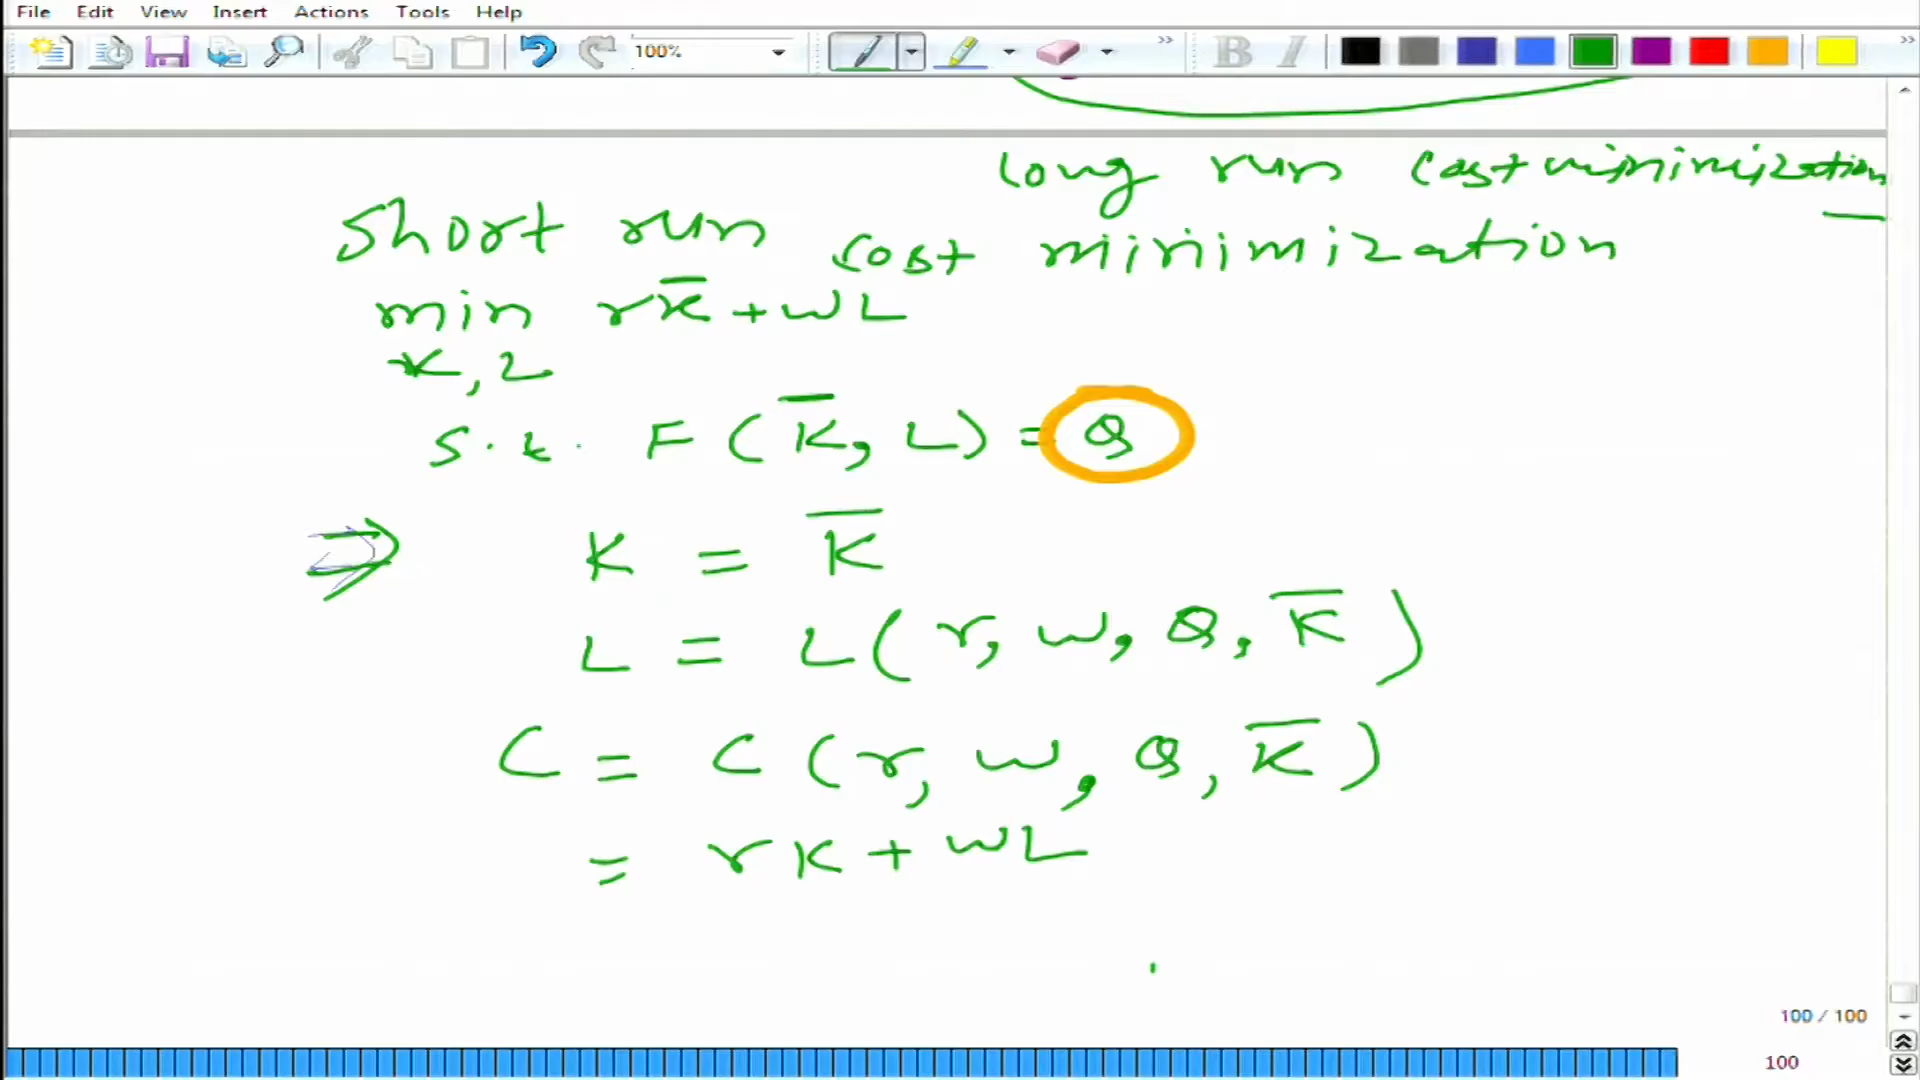 File Edit View Insert Actions Tools Help
100%
long run cost minimization
Short run cost minimization
min rK̅ + wL
K, L
s.t. F(K̅, L) = Q
⇒ K = K̅
L = L(r, w, Q, K̅)
C = C(r, w, Q, K̅)
= rK + wL
100 / 100
100